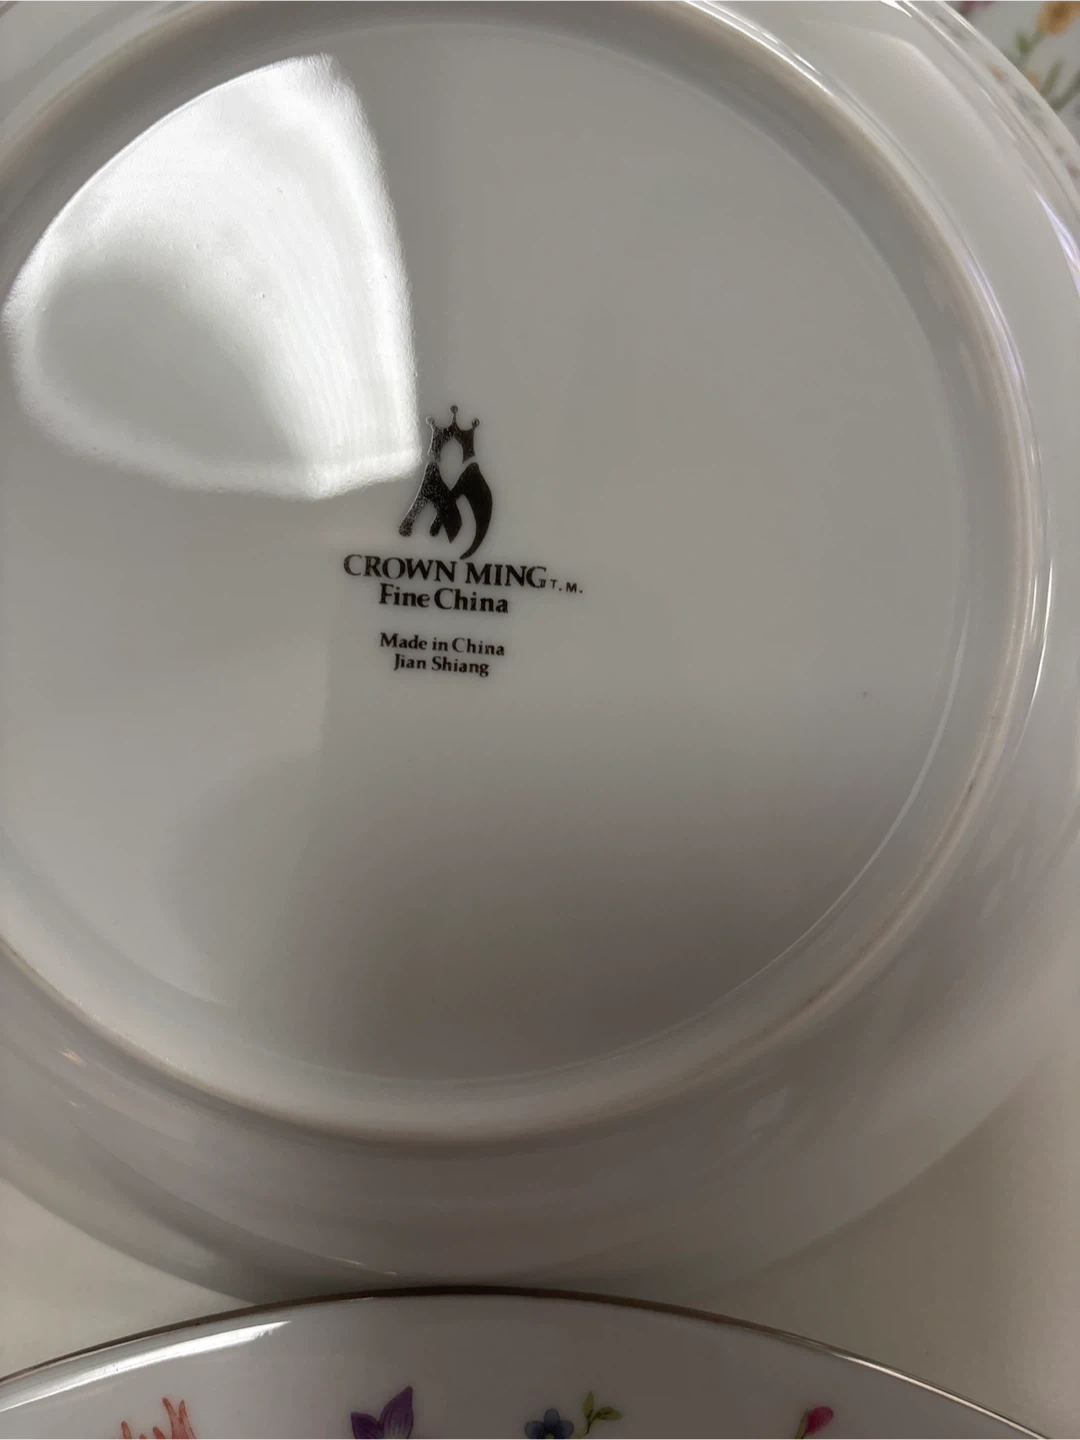 CROWN MING T.M.
Fine China
Made in China
Jian Shiang